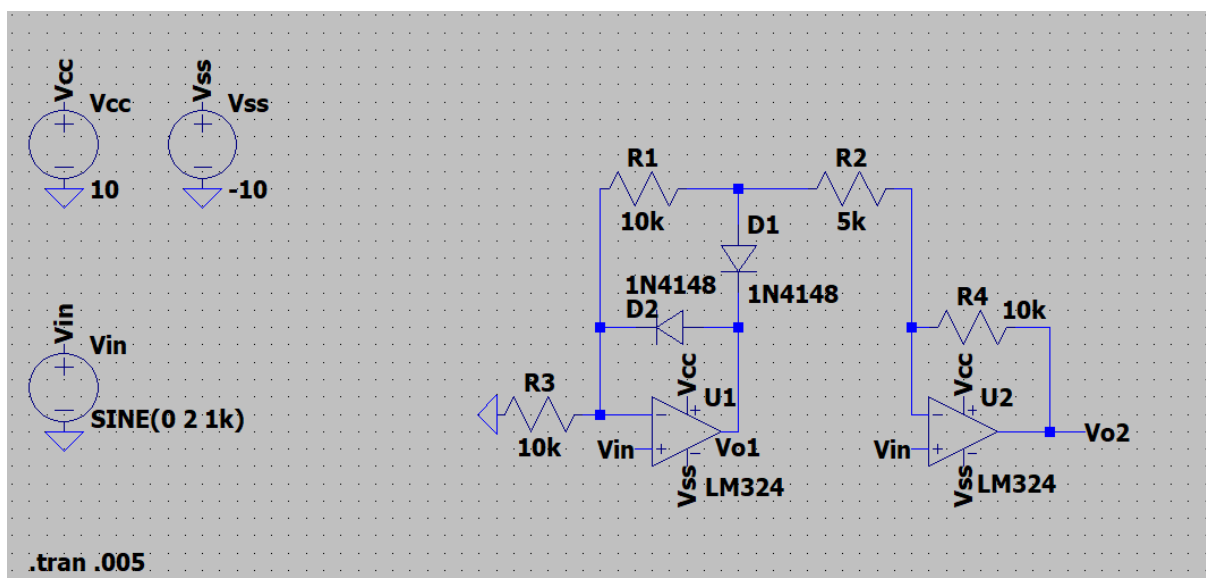 Vcc
Vcc
10
Vss
Vss
-10
Vin
Vin
SINE(0 2 1k)
.tran .005
R1
10k
R2
5k
D1
1N4148
1N4148
D2
R4
10k
R3
10k
Vcc
U1
Vin
Vo1
Vss
LM324
Vcc
U2
Vin
Vo2
Vss
LM324